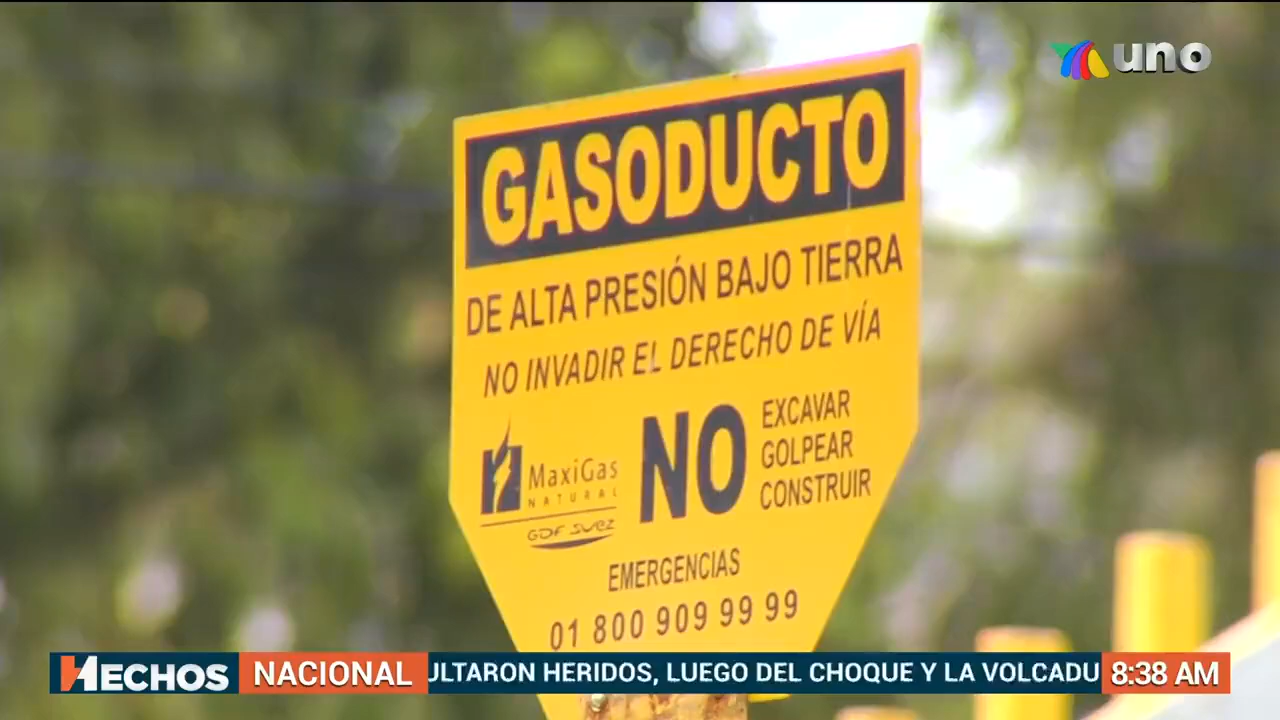 uno
GASODUCTO
DE ALTA PRESIÓN BAJO TIERRA
NO INVADIR EL DERECHO DE VÍA
NO
EXCAVAR
GOLPEAR
CONSTRUIR
MaxiGas
NATURAL
GDF SUEZ
EMERGENCIAS
01 800 909 99 99
HECHOS NACIONAL ULTARON HERIDOS, LUEGO DEL CHOQUE Y LA VOLCADU 8:38 AM